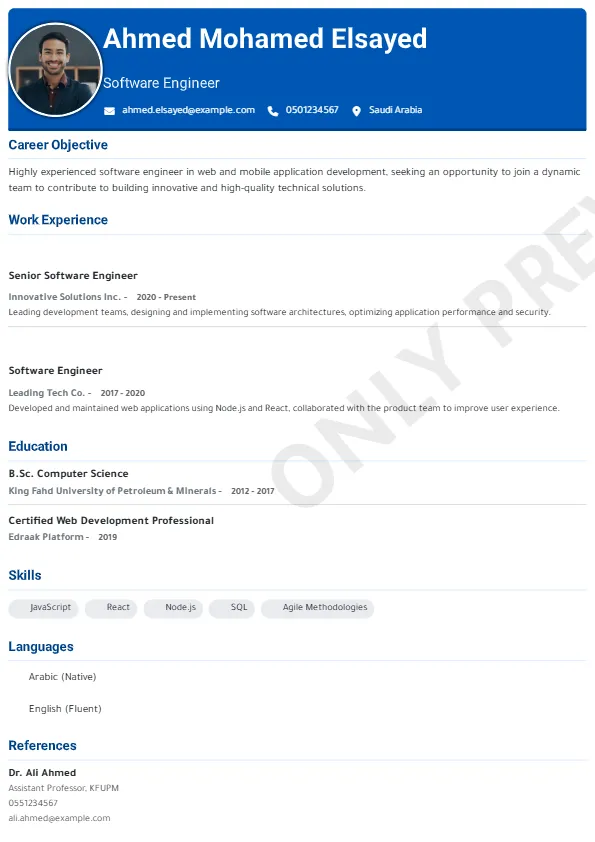 Ahmed Mohamed Elsayed
Software Engineer
ahmed.elsayed@example.com 0501234567 Saudi Arabia
Career Objective
Highly experienced software engineer in web and mobile application development, seeking an opportunity to join a dynamic
team to contribute to building innovative and high-quality technical solutions.
Work Experience
Senior Software Engineer
Innovative Solutions Inc. - 2020 - Present
Leading development teams, designing and implementing software architectures, optimizing application performance and security.
Software Engineer
Leading Tech Co. - 2017 - 2020
Developed and maintained web applications using Node.js and React, collaborated with the product team to improve user experience.
Education
B.Sc. Computer Science
King Fahd University of Petroleum & Minerals - 2012 - 2017
Certified Web Development Professional
Edraak Platform - 2019
Skills
JavaScript React Node.js SQL Agile Methodologies
Languages
Arabic (Native)
English (Fluent)
References
Dr. Ali Ahmed
Assistant Professor, KFUPM
0551234567
ali.ahmed@example.com
ONLY PREV